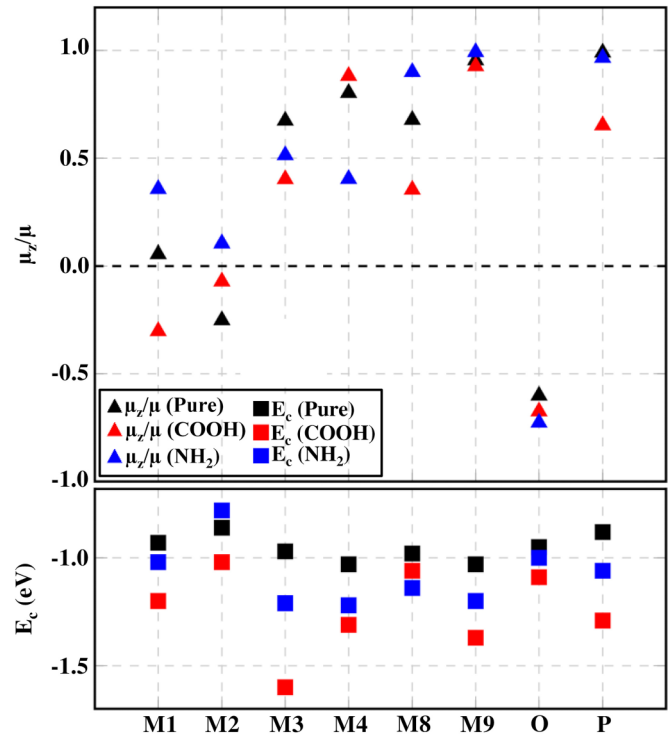 1.0
0.5
0.0
-0.5
-1.0
μz/μ
μz/μ (Pure) Ec (Pure)
μz/μ (COOH) Ec (COOH)
μz/μ (NH2) Ec (NH2)
-1.0
-1.5
Ec (eV)
M1 M2 M3 M4 M8 M9 O P